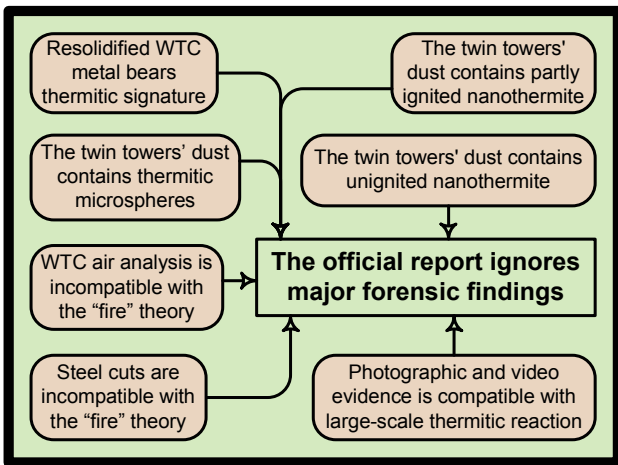 Resolidified WTC
metal bears
thermitic signature
The twin towers'
dust contains partly
ignited nanothermite
The twin towers’ dust
contains thermitic
microspheres
The twin towers' dust contains
unignited nanothermite
WTC air analysis is
incompatible with
the “fire” theory
The official report ignores
major forensic findings
Steel cuts are
incompatible with
the “fire” theory
Photographic and video
evidence is compatible with
large-scale thermitic reaction